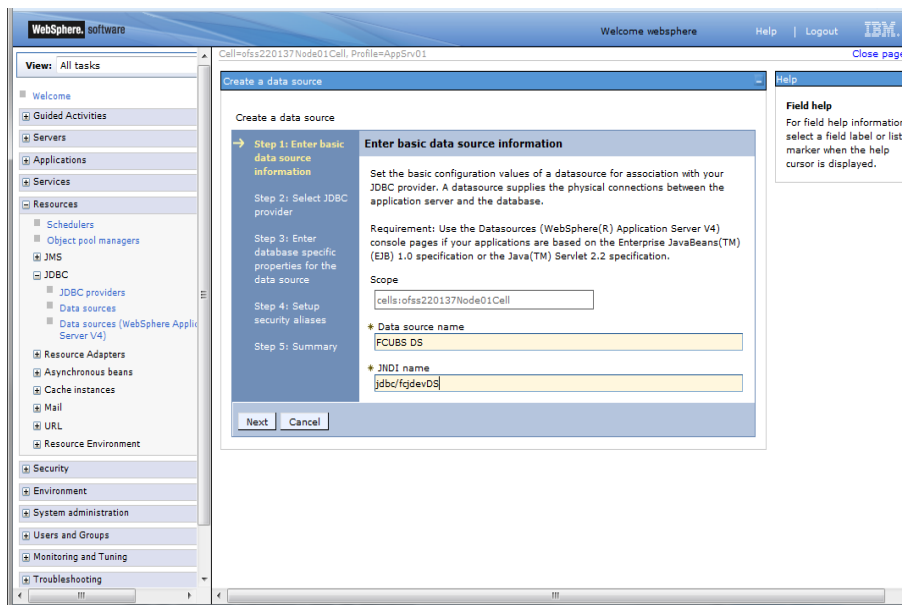 WebSphere. software
Welcome websphere
Help | Logout
IBM.
View: All tasks
Welcome
Guided Activities
Servers
Applications
Services
Resources
Schedulers
Object pool managers
JMS
JDBC
JDBC providers
Data sources
Data sources (WebSphere Applic
Server V4)
Resource Adapters
Asynchronous beans
Cache instances
Mail
URL
Resource Environment
Security
Environment
System administration
Users and Groups
Monitoring and Tuning
Troubleshooting
Cell=ofss220137Node01Cell, Profile=AppSrv01
Close page
Create a data source
Create a data source
Step 1: Enter basic
data source
information
Step 2: Select JDBC
provider
Step 3: Enter
database specific
properties for the
data source
Step 4: Setup
security aliases
Step 5: Summary
Enter basic data source information
Set the basic configuration values of a datasource for association with your
JDBC provider. A datasource supplies the physical connections between the
application server and the database.
Requirement: Use the Datasources (WebSphere(R) Application Server V4)
console pages if your applications are based on the Enterprise JavaBeans(TM)
(EJB) 1.0 specification or the Java(TM) Servlet 2.2 specification.
Scope
cells:ofss220137Node01Cell
* Data source name
FCUBS DS
* JNDI name
jdbc/fcjdevDS
Next Cancel
Help
Field help
For field help information
select a field label or list
marker when the help
cursor is displayed.